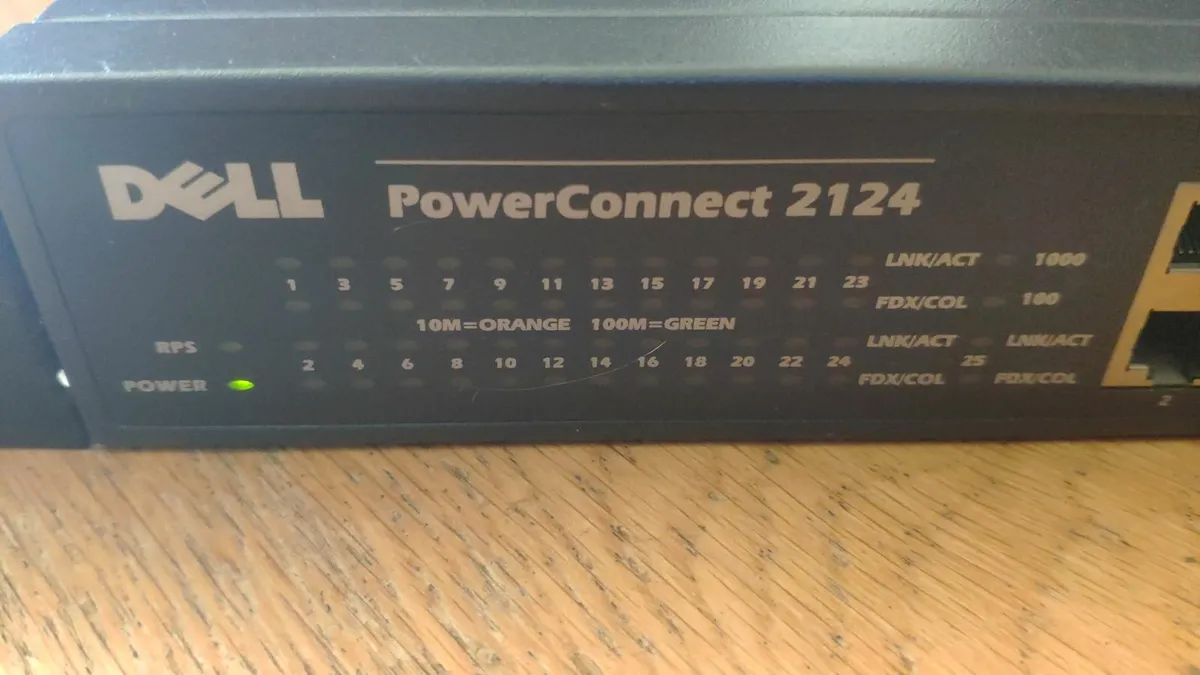 DELL
PowerConnect 2124
LNK/ACT 1000
1 3 5 7 9 11 13 15 17 19 21 23
FDX/COL 100
10M=ORANGE 100M=GREEN
RPS
LNK/ACT LNK/ACT
2 4 6 8 10 12 14 16 18 20 22 24 25
POWER
FDX/COL FDX/COL
2